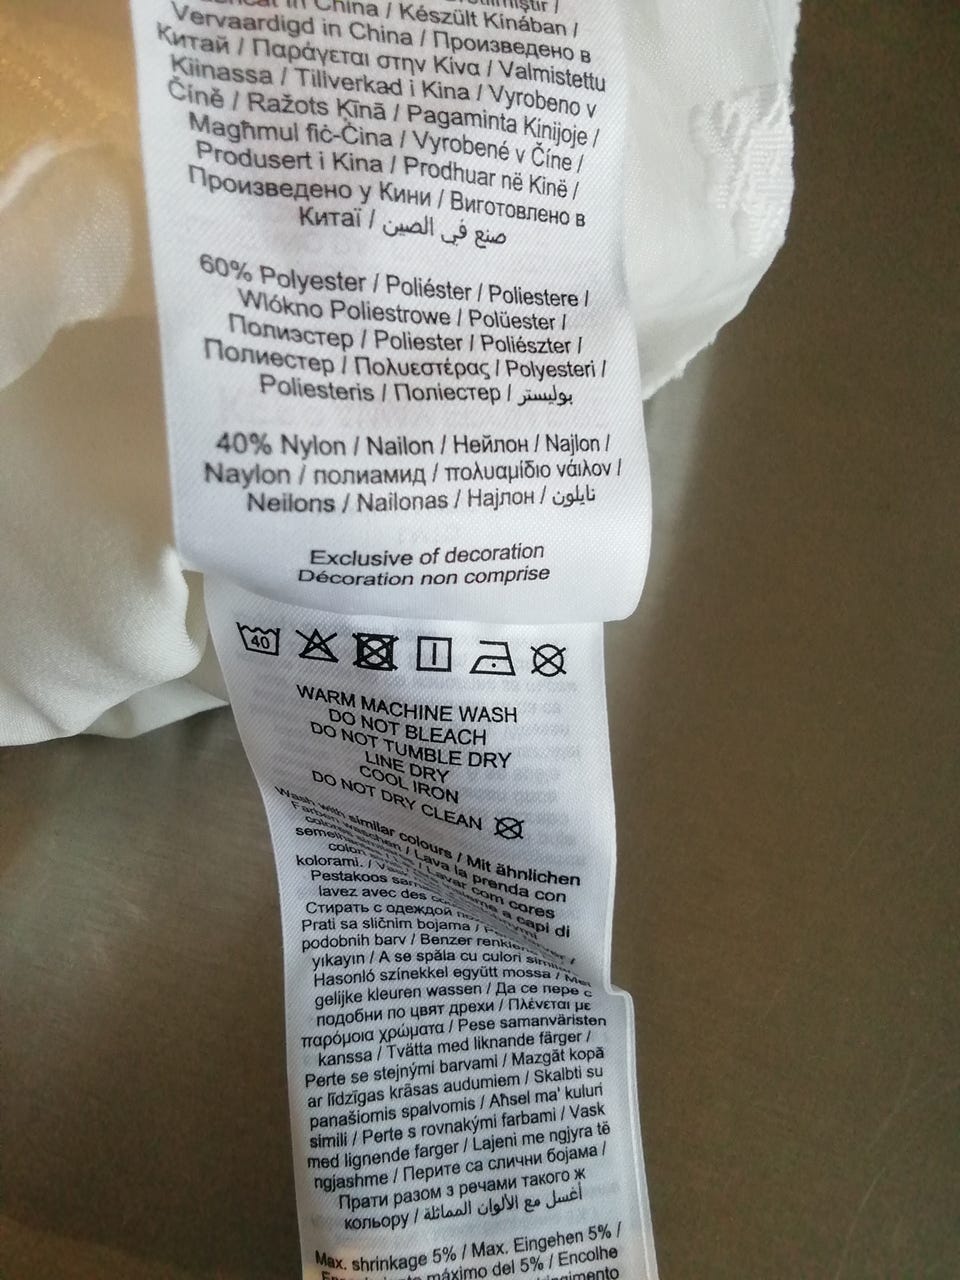 in China / Készült Kinában /
Vervaardigd in China / Произведено в
Китай / Παράγεται στην Κίνα / Valmistettu
Kiinassa / Tillverkad i Kina / Vyrobeno v
Číně / Ražots Ķīnā / Pagaminta Kinijoje /
Magħmul fiċ-Ċina / Vyrobené v Číne /
Produsert i Kina / Prodhuar në Kinë /
Произведено у Кини / Виготовлено в
Китаї / صنع في الصين
60% Polyester / Poliéster / Poliestere /
Wlókno Poliestrowe / Polüester /
Полиэстер / Poliester / Poliészter /
Полиестер / Πολυεστέρας / Polyesteri /
Poliesteris / Поліестер / بوليستر
40% Nylon / Nailon / Нейлон / Najlon /
Naylon / полиамид / πολυαμίδιο νάιλον /
Neilons / Nailonas / Најлон / نايلون
Exclusive of decoration
Décoration non comprise
40
WARM MACHINE WASH
DO NOT BLEACH
DO NOT TUMBLE DRY
LINE DRY
COOL IRON
DO NOT DRY CLEAN
Wash with similar colours / Mit ähnlichen
Farben waschen / Lava la prenda con
colores / Lavar com cores
a capi di
kolorami. /
Pestakoos
lavez avec des
Стирать с одеждой
Prati sa sličnim bojama /
podobnih barv / Benzer
yıkayın / A se spăla cu culori
Hasonló színekkel együtt mossa /
gelijke kleuren wassen / Да се пере с
подобни по цвят дрехи / Πλένεται με
παρόμοια χρώματα / Pese samanväristen
kanssa / Tvätta med liknande färger /
Perte se stejnými barvami / Mazgāt kopā
ar līdzīgas krāsas audumiem / Skalbti su
panašiomis spalvomis / Aħsel ma' kuluri
simili / Perte s rovnakými farbami / Vask
med lignende farger / Lajeni me ngjyra të
ngjashme / Перите са слични бојама /
Прати разом з речами такого ж
кольору / أغسل مع الألوان المماثلة
Max. shrinkage 5% / Max. Eingehen 5% /
máximo del 5% / Encolhe